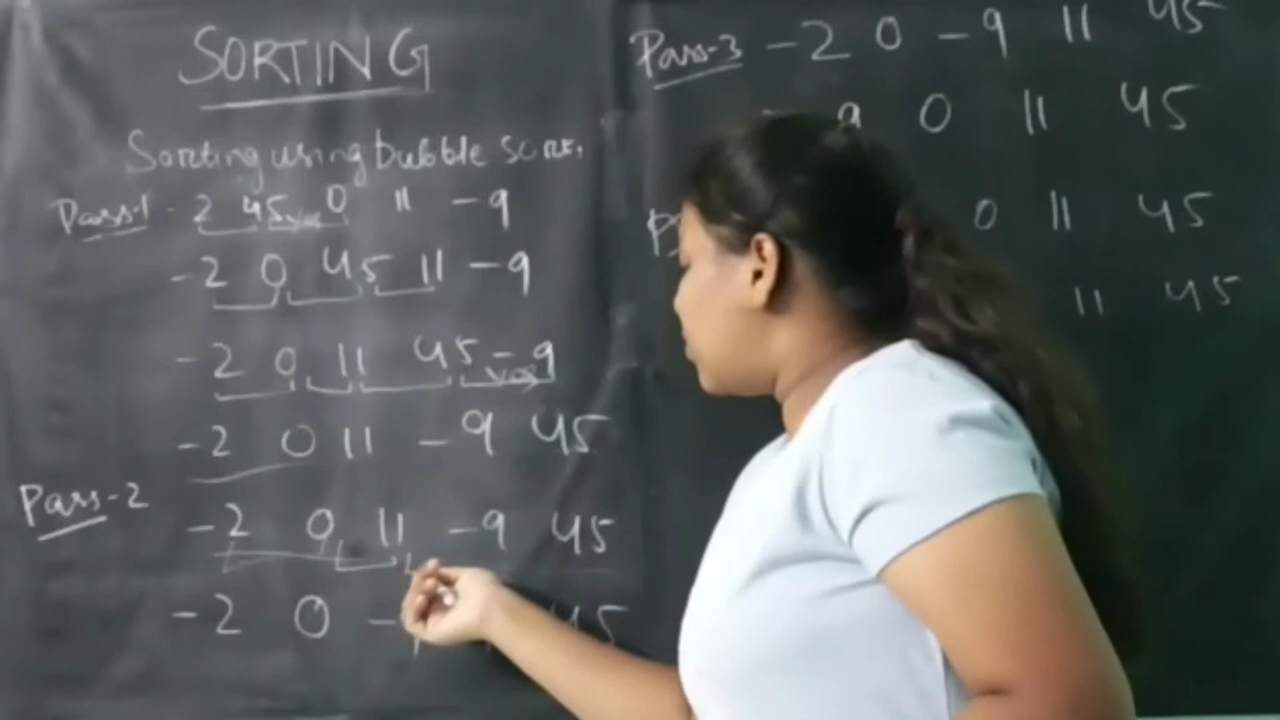 SORTING
Sorting using bubble sort.
Pass-1 -2 45 0 11 -9
-2 0 45 11 -9
-2 0 11 45 -9
-2 0 11 -9 45
Pass-2 -2 0 11 -9 45
-2 0 - 45
Pass-3 -2 0 -9 11 45
9 0 11 45
0 11 45
11 45